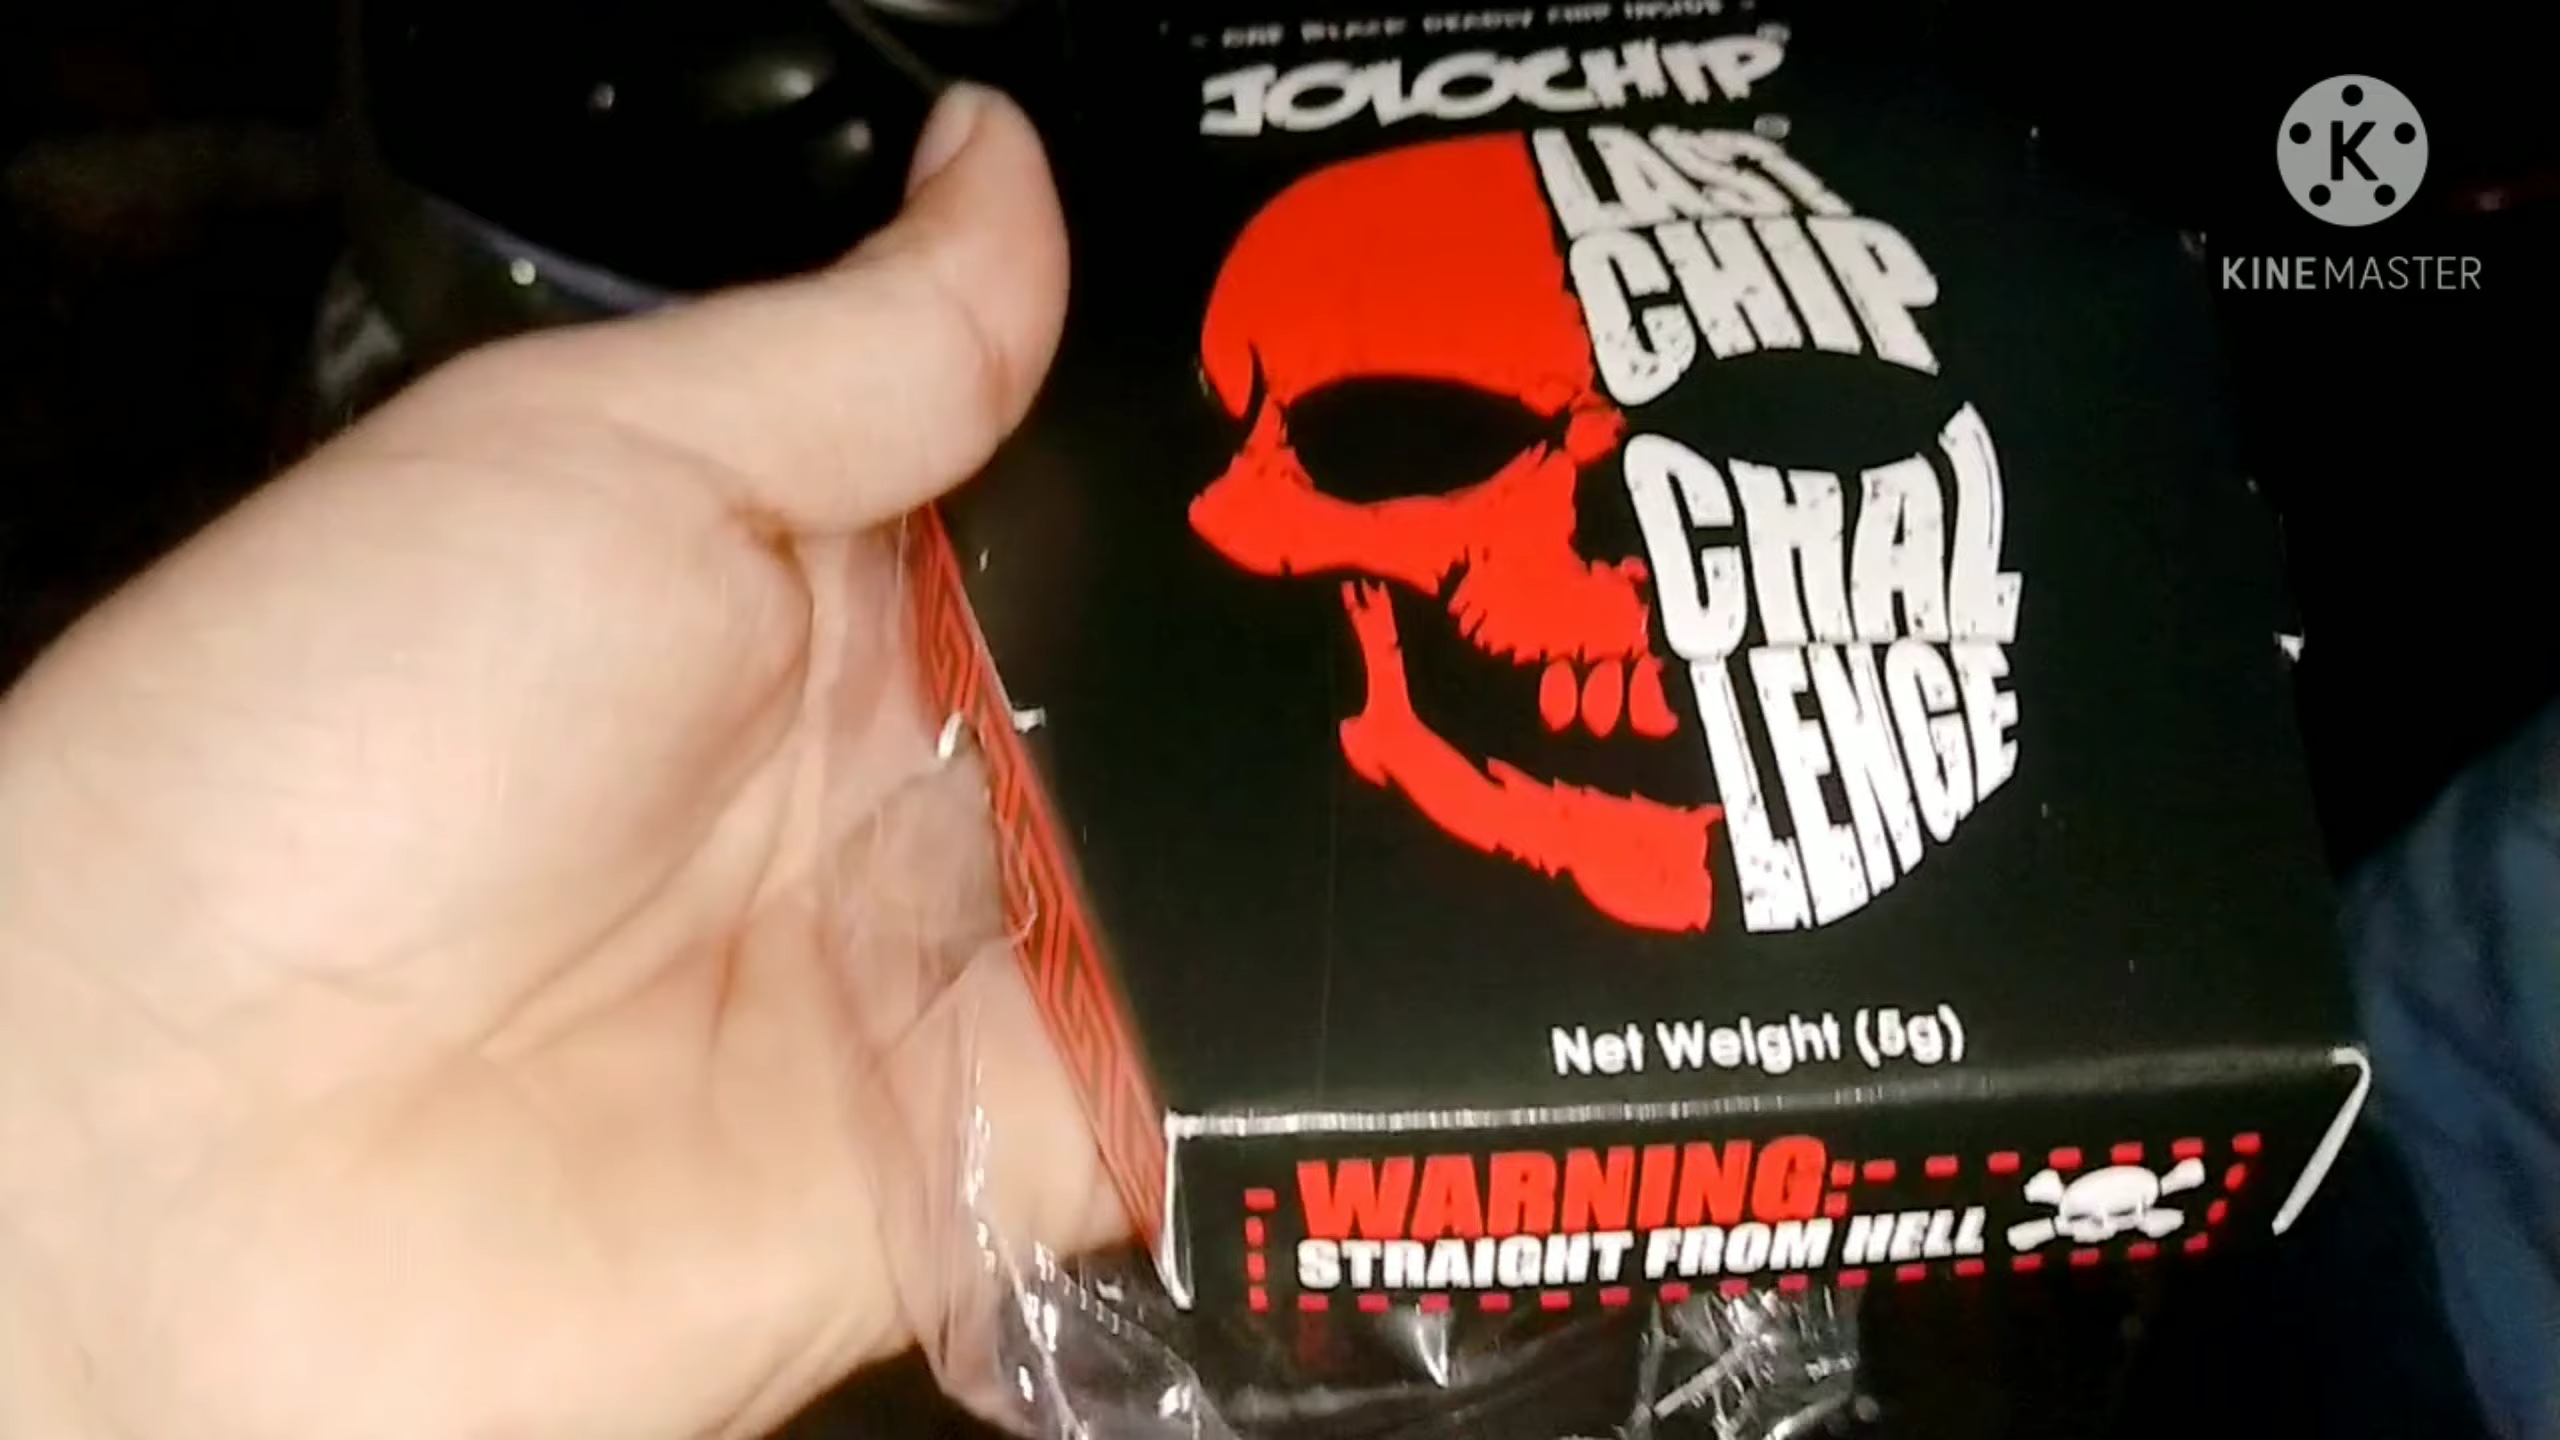 JOLOCHIP
LAST
CHIP
CHAL
LENGE
Net Weight (5g)
WARNING:
STRAIGHT FROM HELL
K
KINEMASTER